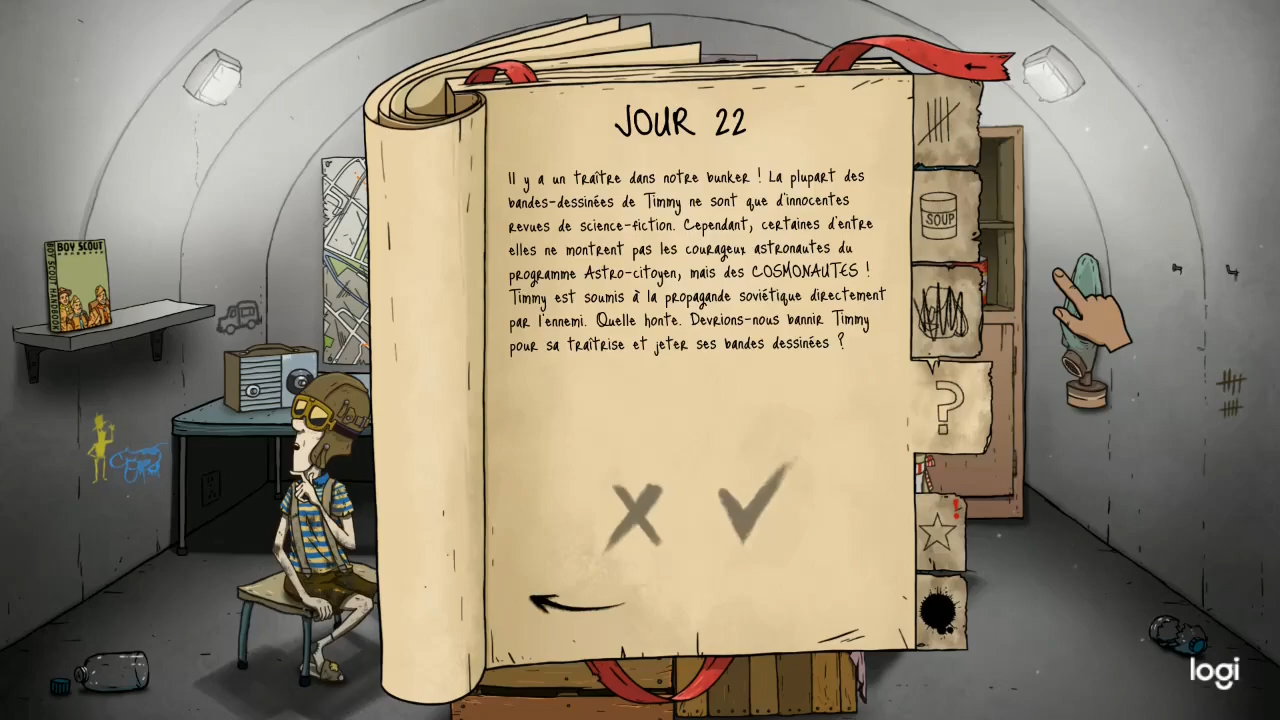 JOUR 22
Il y a un traître dans notre bunker ! La plupart des
bandes-dessinées de Timmy ne sont que d'innocentes
revues de science-fiction. Cependant, certaines d'entre
elles ne montrent pas les courageux astronautes du
programme Astro-citoyen, mais des COSMONAUTES !
Timmy est soumis à la propagande soviétique directement
par l'ennemi. Quelle honte. Devrions-nous bannir Timmy
pour sa traîtrise et jeter ses bandes dessinées ?
SOUP
?
!
BOY SCOUT
BOY SCOUT HANDBOOK
logi